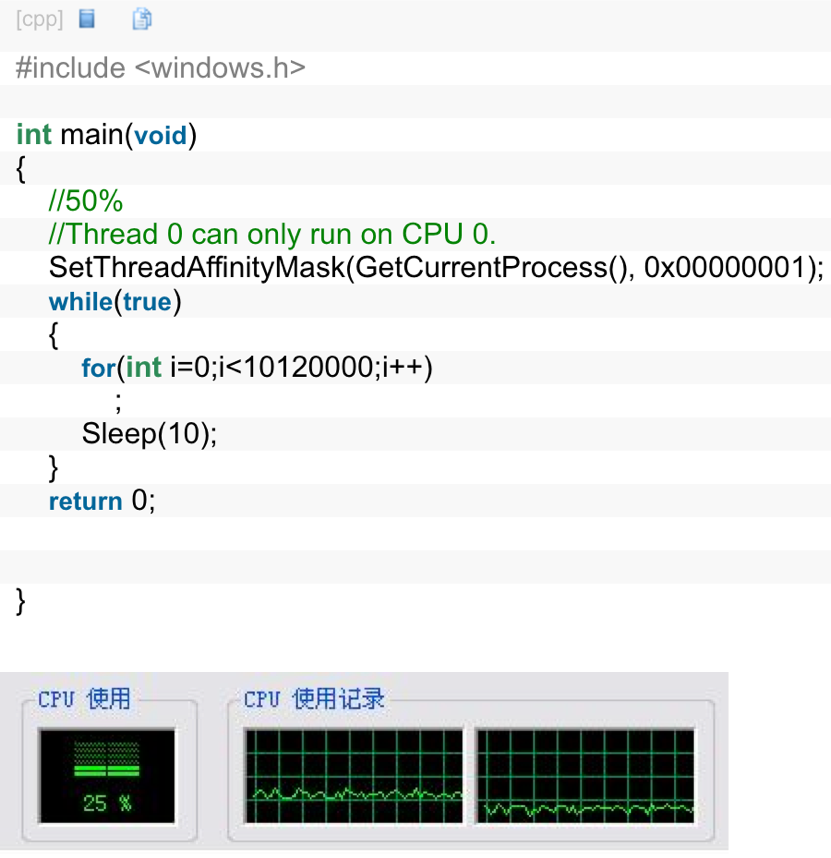 [cpp]
#include <windows.h>
int main(void)
{
//50%
//Thread 0 can only run on CPU 0.
SetThreadAffinityMask(GetCurrentProcess(), 0x00000001);
while(true)
{
for(int i=0;i<10120000;i++)
;
Sleep(10);
}
return 0;
}
CPU 使用
CPU 使用记录
25 %